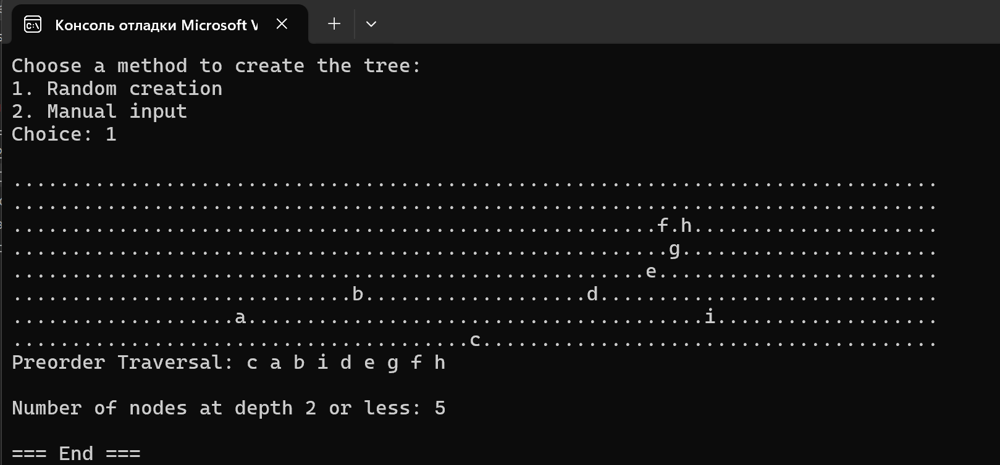 Консоль отладки Microsoft V
Choose a method to create the tree:
1. Random creation
2. Manual input
Choice: 1
...............................................................................
...............................................................................
.......................................................f.h.....................
........................................................g......................
......................................................e........................
.............................b...................d.............................
...................a.......................................i...................
.......................................c.......................................
Preorder Traversal: c a b i d e g f h
Number of nodes at depth 2 or less: 5
=== End ===